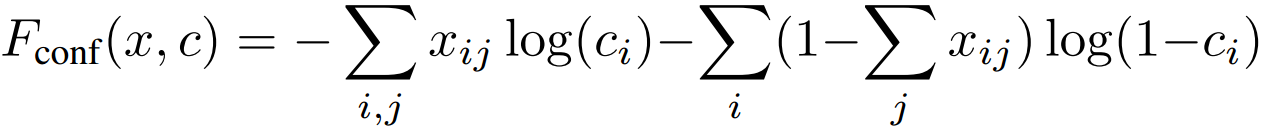 F_conf(x, c) = − ∑_{i,j} x_{ij} log(c_i) − ∑_i (1 − ∑_j x_{ij}) log(1 − c_i)